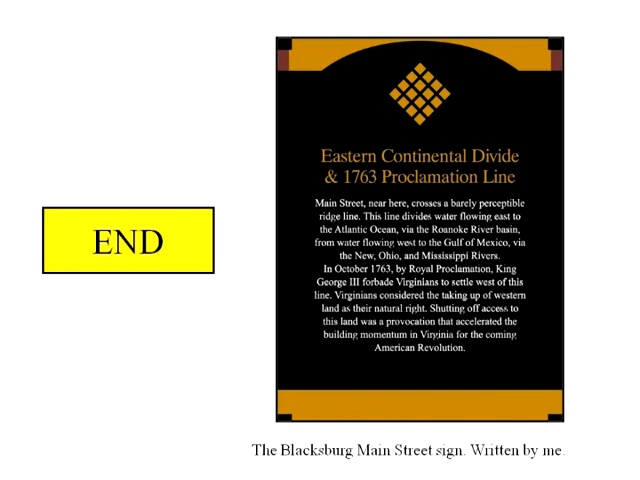 END
Eastern Continental Divide
& 1763 Proclamation Line
Main Street, near here, crosses a barely perceptible
ridge line. This line divides water flowing east to
the Atlantic Ocean, via the Roanoke River basin,
from water flowing west to the Gulf of Mexico, via
the New, Ohio, and Mississippi Rivers.
In October 1763, by Royal Proclamation, King
George III forbade Virginians to settle west of this
line. Virginians considered the taking up of western
land as their natural right. Shutting off access to
this land was a provocation that accelerated the
building momentum in Virginia for the coming
American Revolution.
The Blacksburg Main Street sign. Written by me.